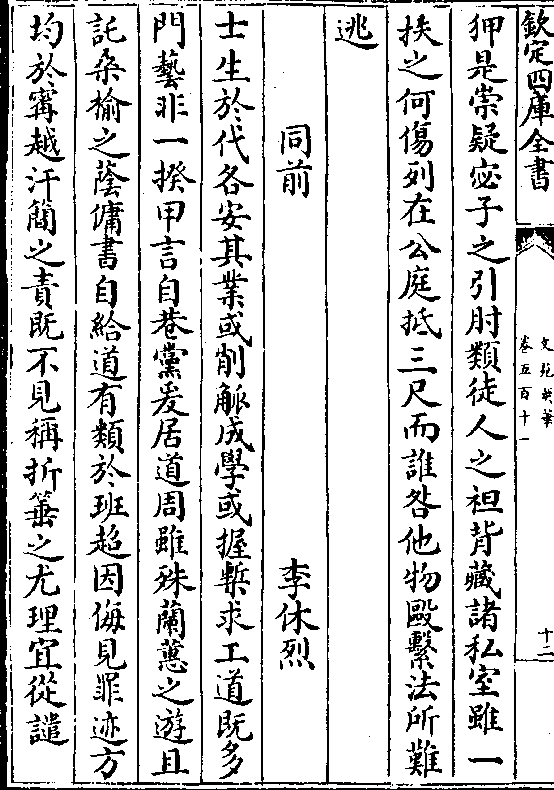 欽定四庫全書
文苑英華
卷五百十一
十二
狎是崇疑宓子之引肘類徒人之袒背藏諸私室雖一
挨之何傷列在公庭抵三尺而誰咎他物毆繫法所難
逃
同前 李休烈
士生於代各安其業或削觚成學或握槧求工道既多
門藝非一揆甲言自巷黨爰居道周雖殊蘭蕙之遊且
託桑榆之蔭傭書自給道有類於班超因侮見罪迹方
均於甯越汗簡之責既不見稱折箠之尤理宜從譴